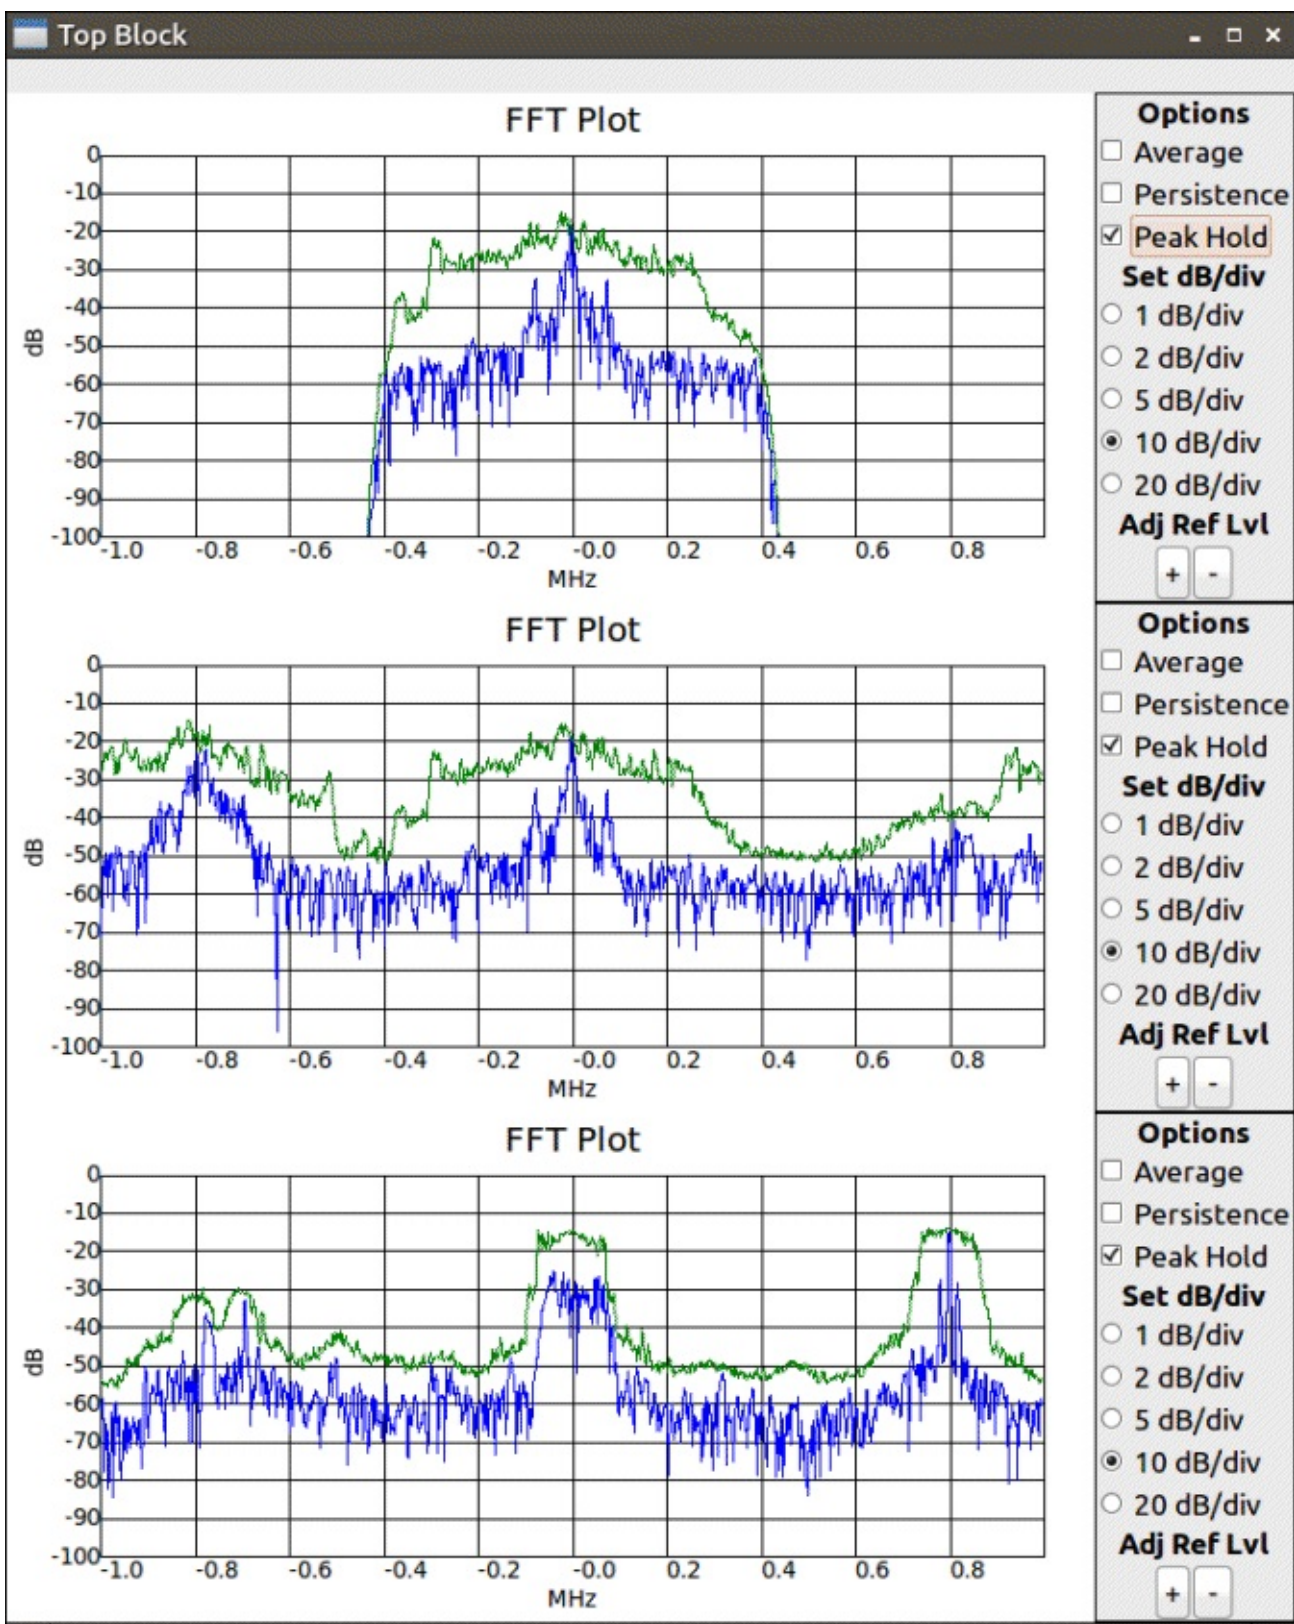 Top Block
FFT Plot
0
-10
-20
-30
-40
-50
-60
-70
-80
-90
-100
dB
-1.0 -0.8 -0.6 -0.4 -0.2 -0.0 0.2 0.4 0.6 0.8
MHz
Options
Average
Persistence
Peak Hold
Set dB/div
1 dB/div
2 dB/div
5 dB/div
10 dB/div
20 dB/div
Adj Ref Lvl
+ -
FFT Plot
0
-10
-20
-30
-40
-50
-60
-70
-80
-90
-100
dB
-1.0 -0.8 -0.6 -0.4 -0.2 -0.0 0.2 0.4 0.6 0.8
MHz
Options
Average
Persistence
Peak Hold
Set dB/div
1 dB/div
2 dB/div
5 dB/div
10 dB/div
20 dB/div
Adj Ref Lvl
+ -
FFT Plot
0
-10
-20
-30
-40
-50
-60
-70
-80
-90
-100
dB
-1.0 -0.8 -0.6 -0.4 -0.2 -0.0 0.2 0.4 0.6 0.8
MHz
Options
Average
Persistence
Peak Hold
Set dB/div
1 dB/div
2 dB/div
5 dB/div
10 dB/div
20 dB/div
Adj Ref Lvl
+ -